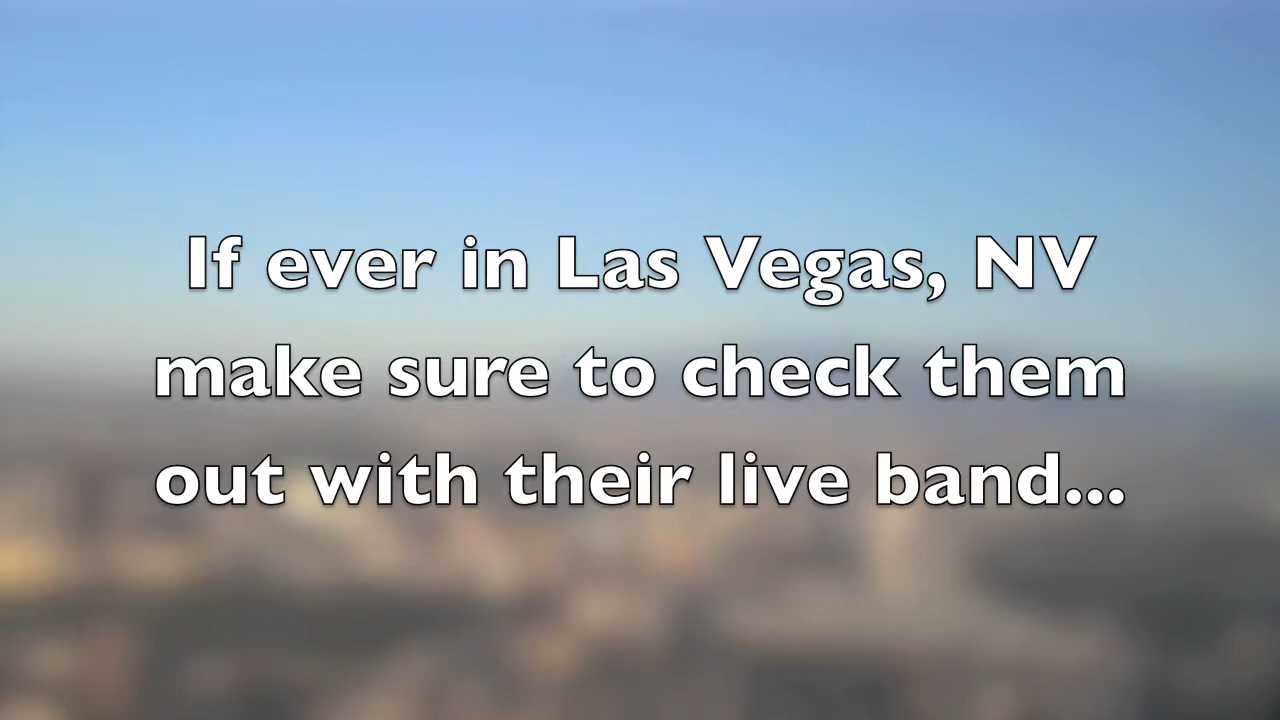 If ever in Las Vegas, NV
make sure to check them
out with their live band...